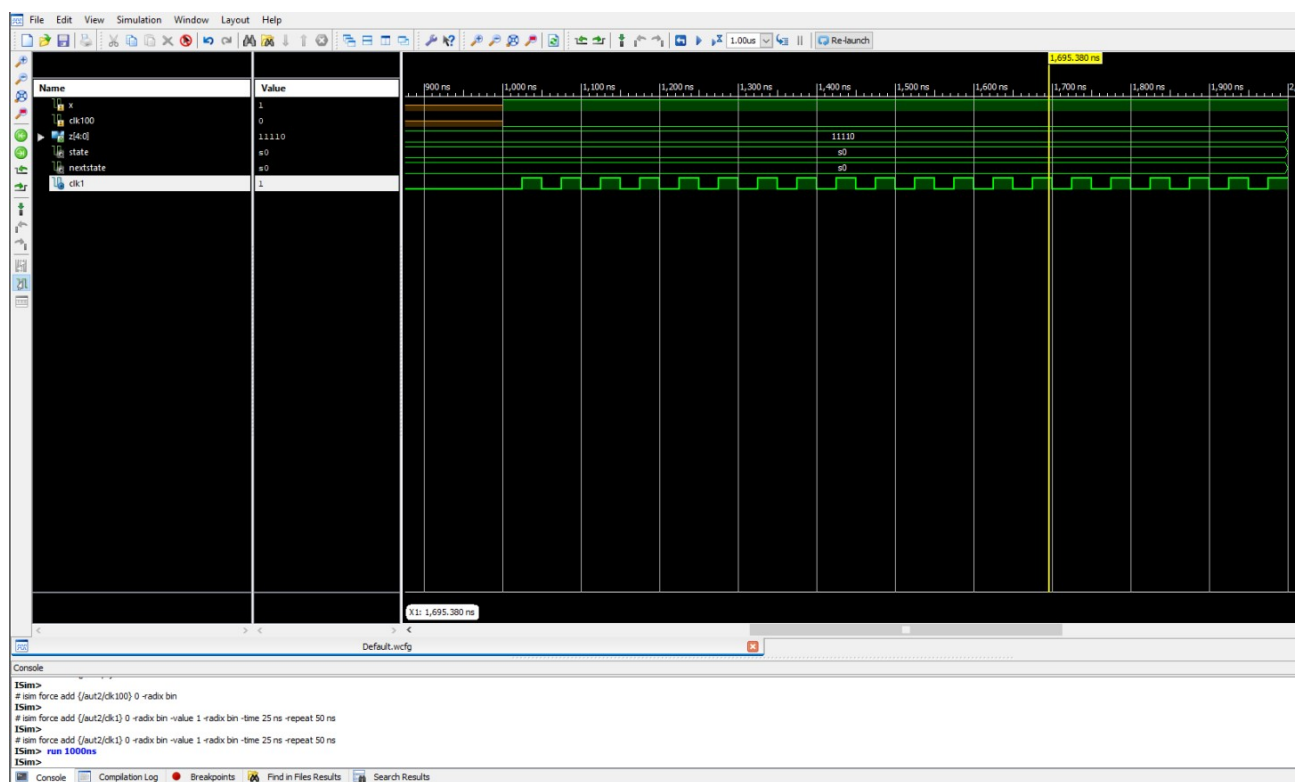 File Edit View Simulation Window Layout Help
1.00us Re-launch
1,695.380 ns
Name Value
900 ns 1,000 ns 1,100 ns 1,200 ns 1,300 ns 1,400 ns 1,500 ns 1,600 ns 1,700 ns 1,800 ns 1,900 ns 2,
x 1
clk100 0
z[4:0] 11110 11110
state s0 s0
nextstate s0 s0
clk1 1
X1: 1,695.380 ns
Default.wcfg
Console
ISim>
# isim force add {/aut2/clk100} 0 -radix bin
ISim>
# isim force add {/aut2/clk1} 0 -radix bin -value 1 -radix bin -time 25 ns -repeat 50 ns
ISim>
# isim force add {/aut2/clk1} 0 -radix bin -value 1 -radix bin -time 25 ns -repeat 50 ns
ISim> run 1000ns
ISim>
Console Compilation Log Breakpoints Find in Files Results Search Results